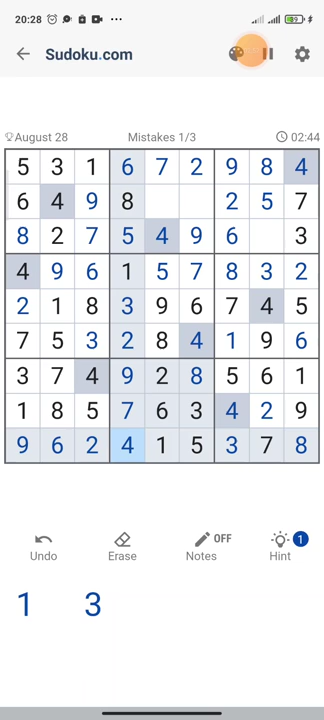 20:28 ... 9
← Sudoku.com
August 28 Mistakes 1/3 02:44
5 3 1 6 7 2 9 8 4
6 4 9 8 2 5 7
8 2 7 5 4 9 6 3
4 9 6 1 5 7 8 3 2
2 1 8 3 9 6 7 4 5
7 5 3 2 8 4 1 9 6
3 7 4 9 2 8 5 6 1
1 8 5 7 6 3 4 2 9
9 6 2 4 1 5 3 7 8
OFF 1
Undo Erase Notes Hint
1 3